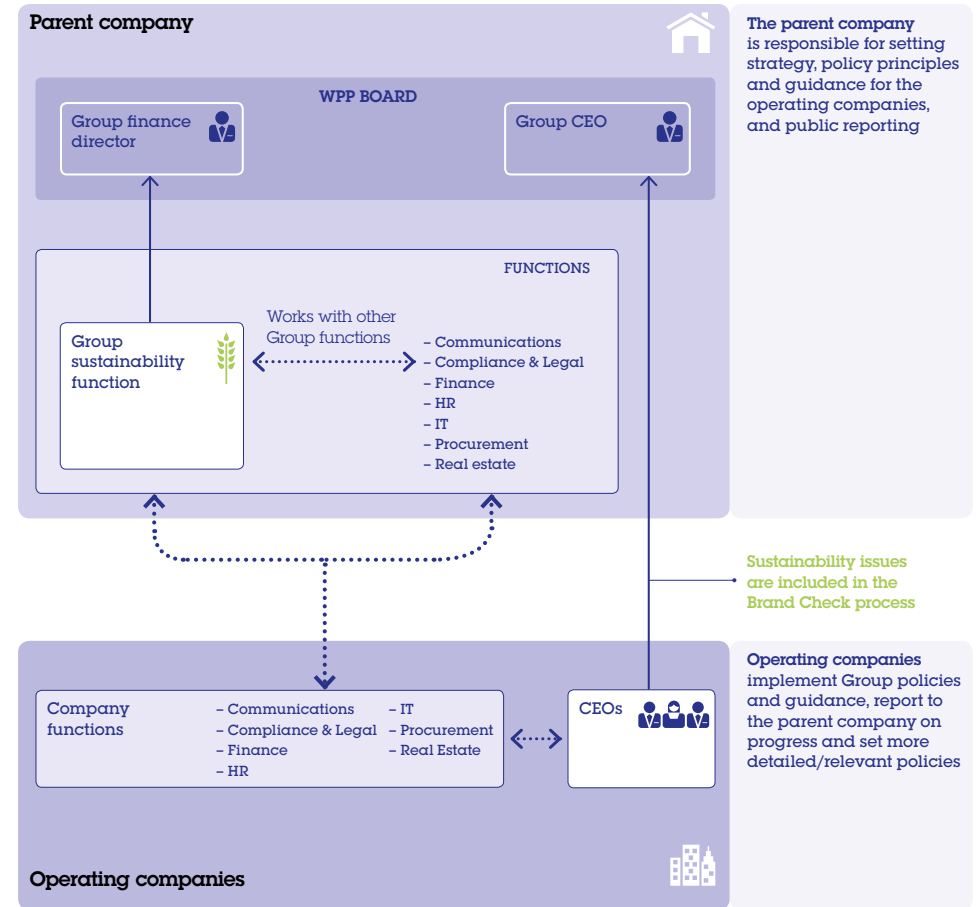 Parent company
The parent company
is responsible for setting
strategy, policy principles
and guidance for the
operating companies,
and public reporting
WPP BOARD
Group finance
director
Group CEO
FUNCTIONS
Works with other
Group functions
Group
sustainability
function
– Communications
– Compliance & Legal
– Finance
– HR
– IT
– Procurement
– Real estate
Sustainability issues
are included in the
Brand Check process
Operating companies
implement Group policies
and guidance, report to
the parent company on
progress and set more
detailed/relevant policies
Company
functions
– Communications
– Compliance & Legal
– Finance
– HR
– IT
– Procurement
– Real Estate
CEOs
Operating companies